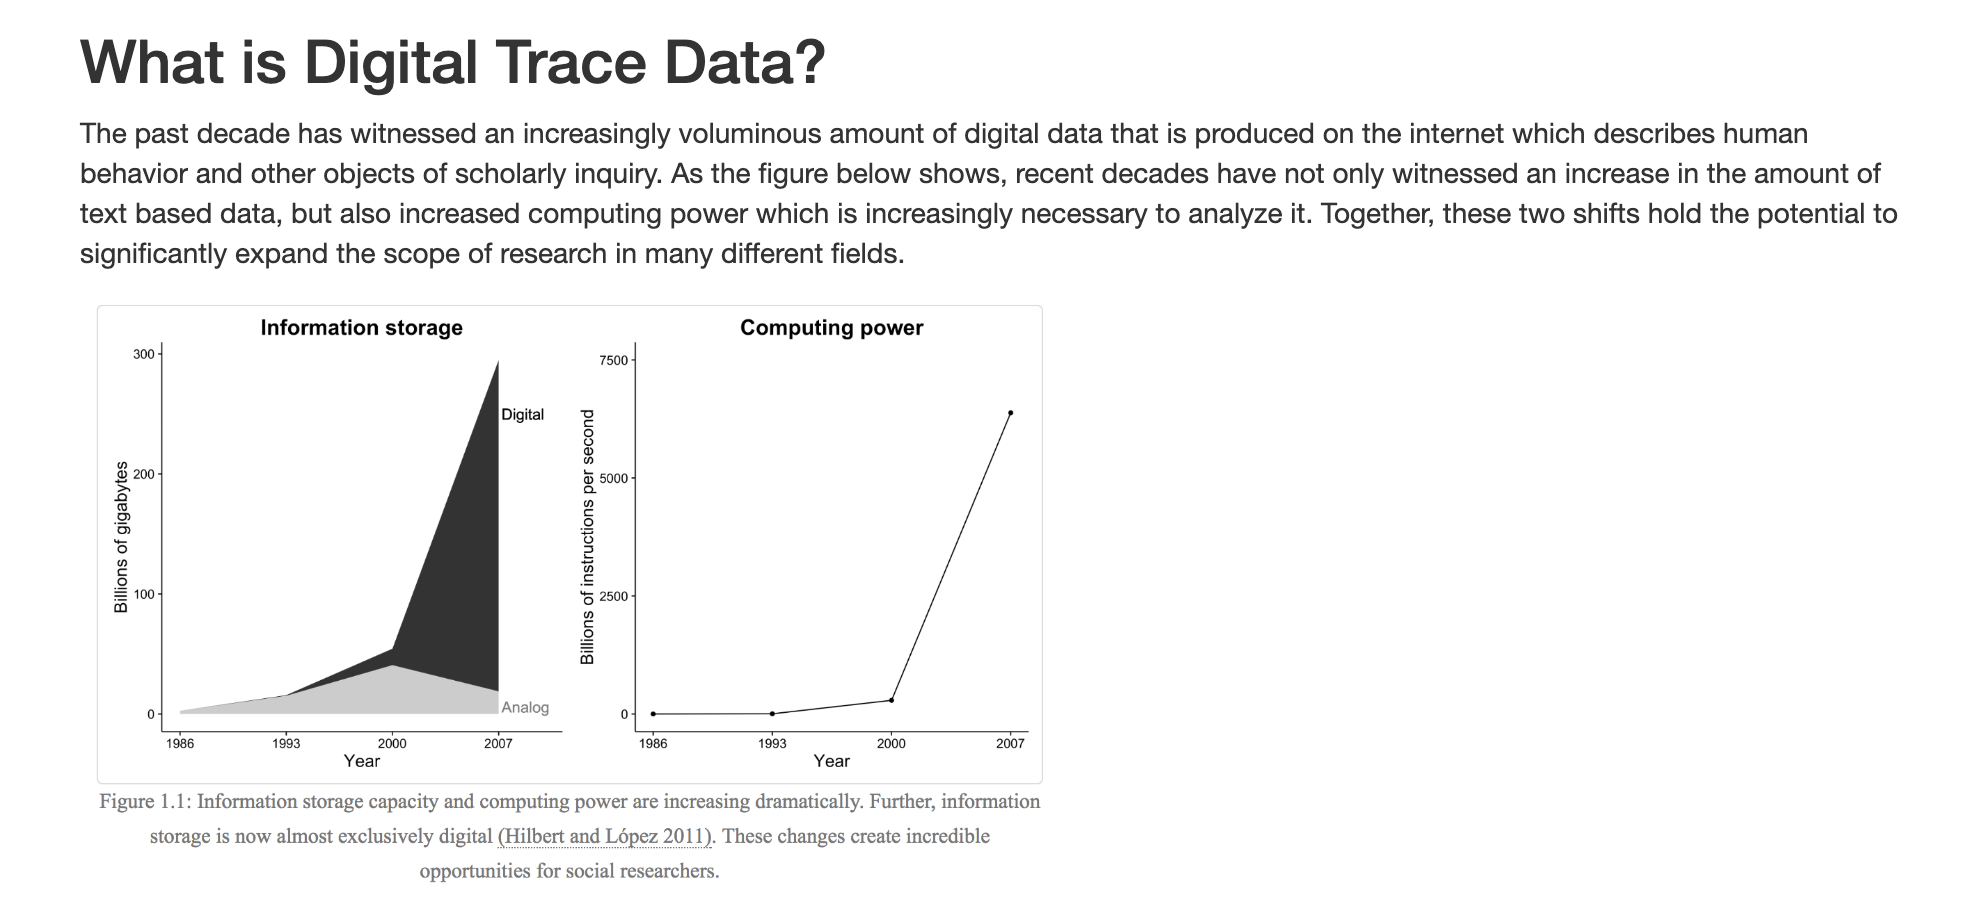 What is Digital Trace Data?
The past decade has witnessed an increasingly voluminous amount of digital data that is produced on the internet which describes human
behavior and other objects of scholarly inquiry. As the figure below shows, recent decades have not only witnessed an increase in the amount of
text based data, but also increased computing power which is increasingly necessary to analyze it. Together, these two shifts hold the potential to
significantly expand the scope of research in many different fields.
Information storage
300
200
100
0
Billions of gigabytes
Digital
Analog
1986 1993 2000 2007
Year
Computing power
7500
5000
2500
0
Billions of instructions per second
1986 1993 2000 2007
Year
Figure 1.1: Information storage capacity and computing power are increasing dramatically. Further, information
storage is now almost exclusively digital (Hilbert and López 2011). These changes create incredible
opportunities for social researchers.